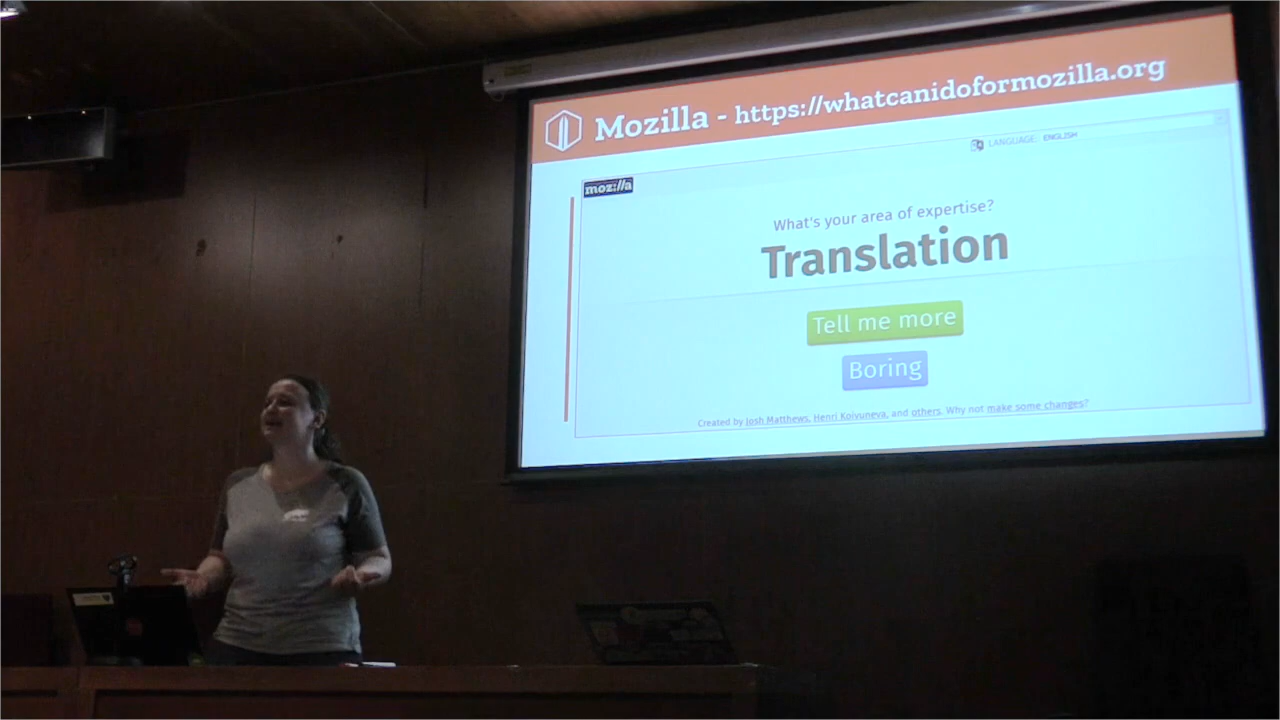 Mozilla - https://whatcanidoformozilla.org
LANGUAGE: ENGLISH
moz://a
What's your area of expertise?
Translation
Tell me more
Boring
Created by Josh Matthews, Henri Koivuneva, and others. Why not make some changes?